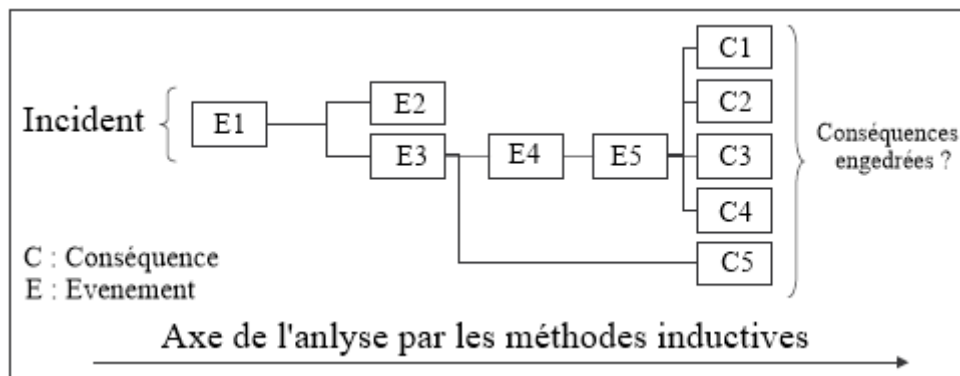 C1
E2
C2
Incident
E1
Conséquences
engedrées ?
E3
E4
E5
C3
C4
C : Conséquence
E : Evenement
C5
Axe de l'anlyse par les méthodes inductives